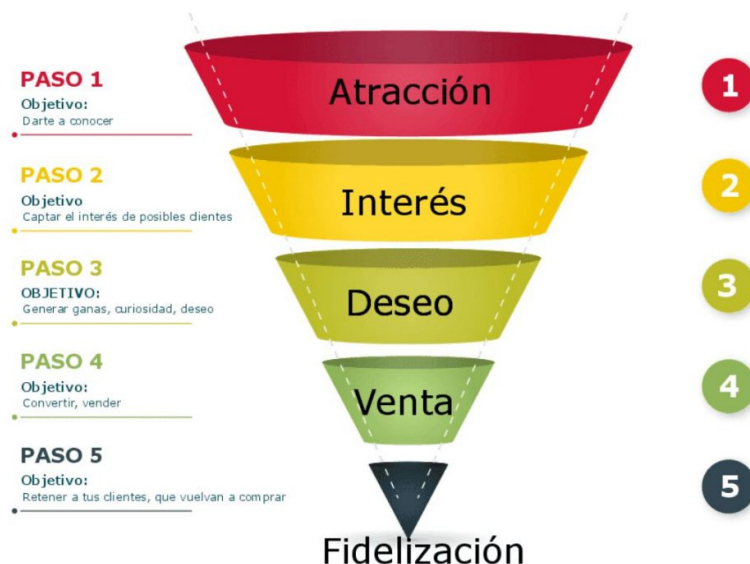 PASO 1
Objetivo:
Darte a conocer
Atracción
1
PASO 2
Objetivo
Captar el interés de posibles clientes
Interés
2
PASO 3
OBJETIVO:
Generar ganas, curiosidad, deseo
Deseo
3
PASO 4
Objetivo:
Convertir, vender
Venta
4
PASO 5
Objetivo:
Retener a tus clientes, que vuelvan a comprar
5
Fidelización